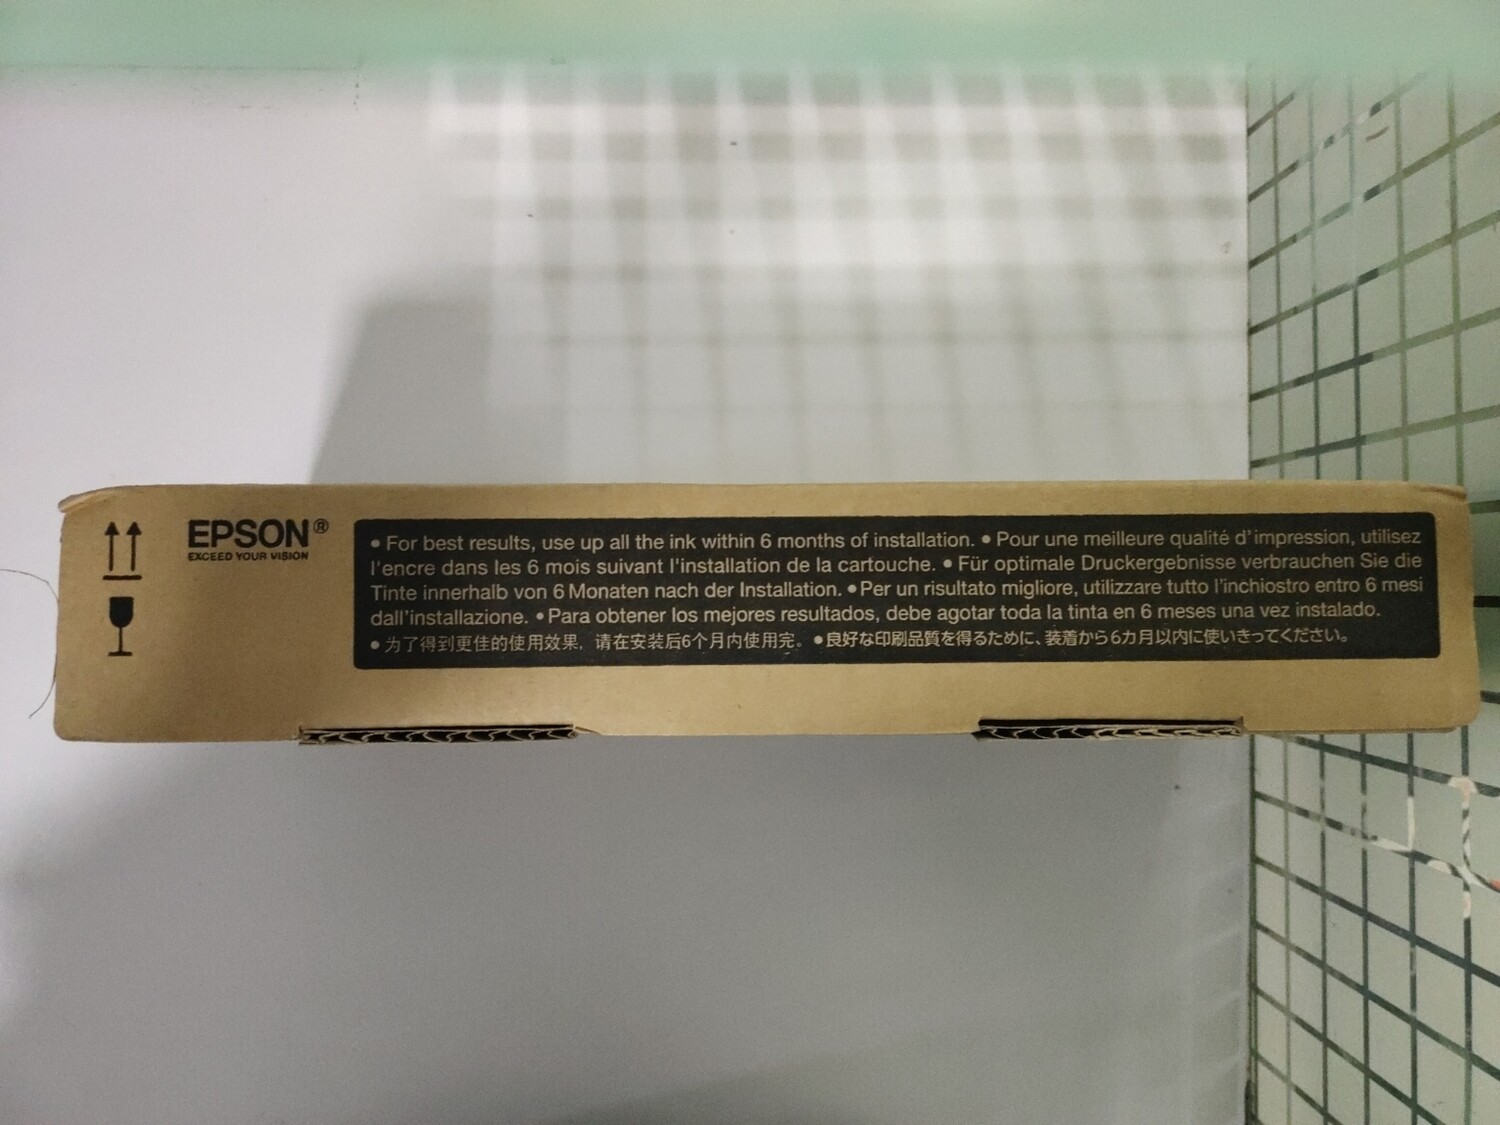 EPSON®
EXCEED YOUR VISION
● For best results, use up all the ink within 6 months of installation. ● Pour une meilleure qualité d'impression, utilisez
l'encre dans les 6 mois suivant l'installation de la cartouche. ● Für optimale Druckergebnisse verbrauchen Sie die
Tinte innerhalb von 6 Monaten nach der Installation. ● Per un risultato migliore, utilizzare tutto l'inchiostro entro 6 mesi
dall'installazione. ● Para obtener los mejores resultados, debe agotar toda la tinta en 6 meses una vez instalado.
● 为了得到更佳的使用效果，请在安装后6个月内使用完。 ● 良好な印刷品質を得るために、装着から6カ月以内に使いきってください。